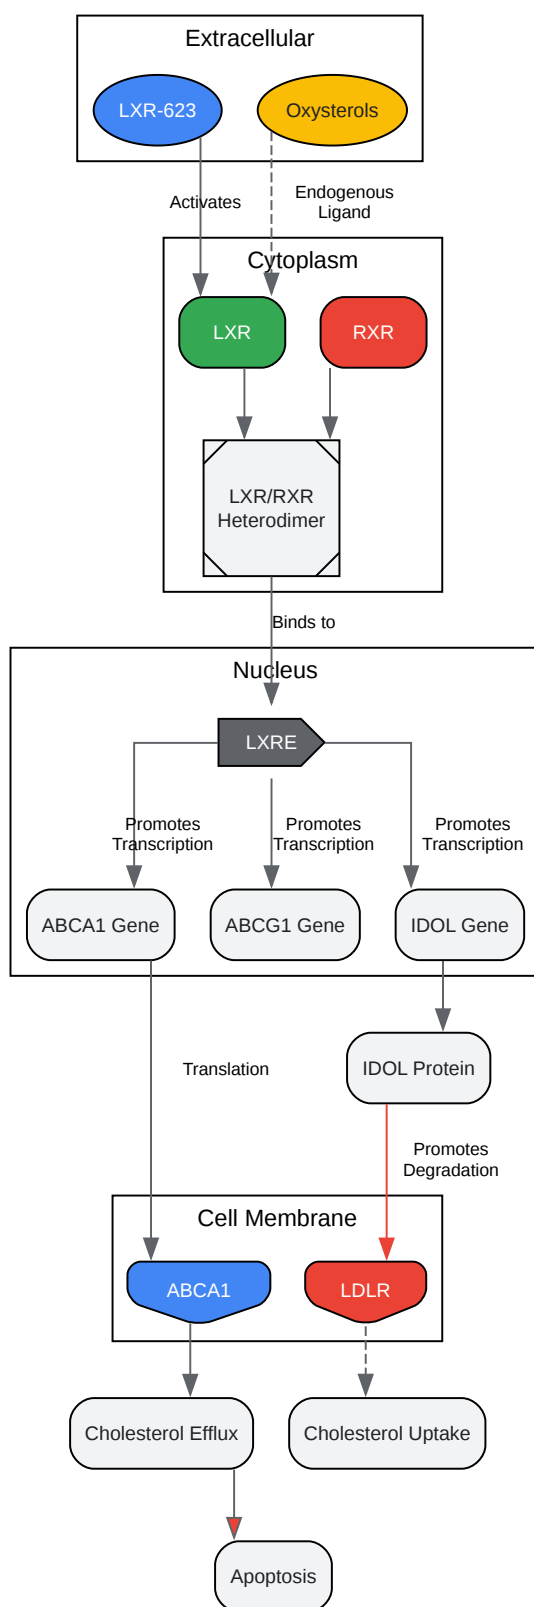 Extracellular
LXR-623
Oxysterols
Activates
Endogenous
Ligand
Cytoplasm
LXR
RXR
LXR/RXR
Heterodimer
Binds to
Nucleus
LXRE
Promotes
Transcription
Promotes
Transcription
Promotes
Transcription
ABCA1 Gene
ABCG1 Gene
IDOL Gene
Translation
IDOL Protein
Promotes
Degradation
Cell Membrane
ABCA1
LDLR
Cholesterol Efflux
Cholesterol Uptake
Apoptosis